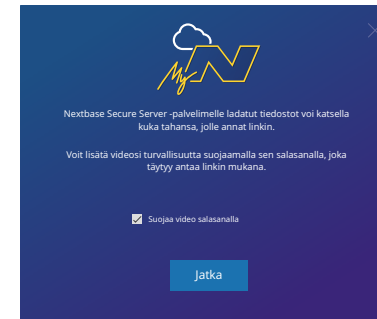 My N
Nextbase Secure Server -palvelimelle ladatut tiedostot voi katsella
kuka tahansa, jolle annat linkin.
Voit lisätä videosi turvallisuutta suojaamalla sen salasanalla, joka
täytyy antaa linkin mukana.
Suojaa video salasanalla
Jatka